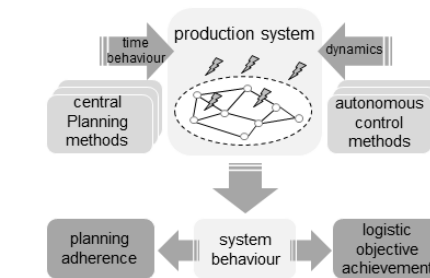 production system
time
behaviour
dynamics
central
Planning
methods
autonomous
control
methods
planning
adherence
system
behaviour
logistic
objective
achievement